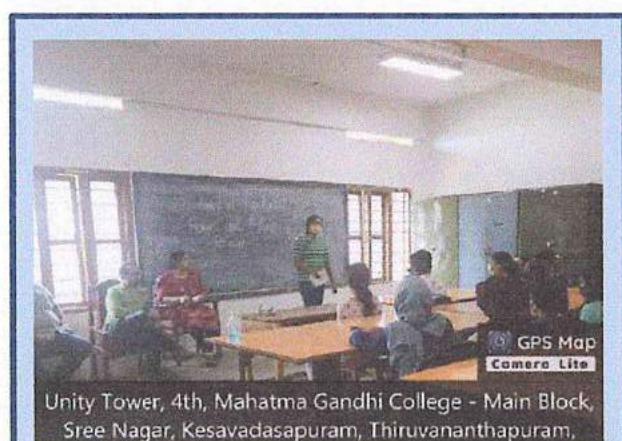 GPS Map
Camera Lite
Unity Tower, 4th, Mahatma Gandhi College - Main Block,
Sree Nagar, Kesavadasapuram, Thiruvananthapuram,